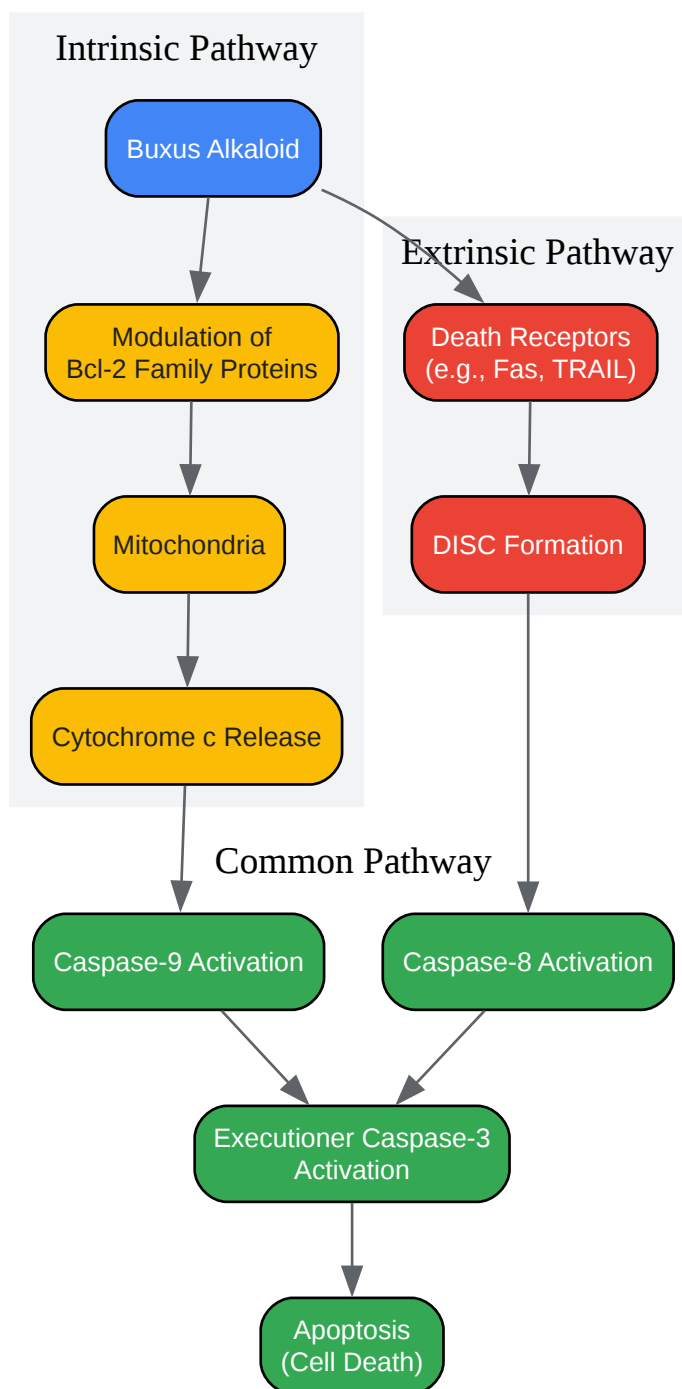 Intrinsic Pathway
Buxus Alkaloid
Extrinsic Pathway
Modulation of
Bcl-2 Family Proteins
Death Receptors
(e.g., Fas, TRAIL)
Mitochondria
DISC Formation
Cytochrome c Release
Common Pathway
Caspase-9 Activation
Caspase-8 Activation
Executioner Caspase-3
Activation
Apoptosis
(Cell Death)